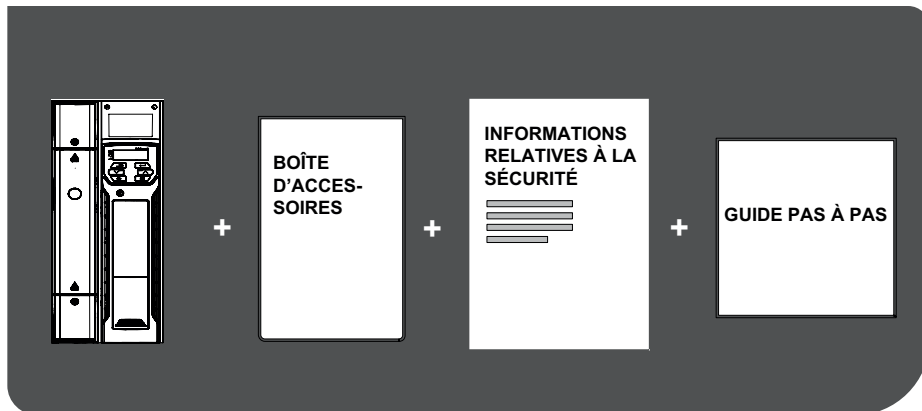 +
BOÎTE
D'ACCES-
SOIRES
+
INFORMATIONS
RELATIVES À LA
SÉCURITÉ
+
GUIDE PAS À PAS